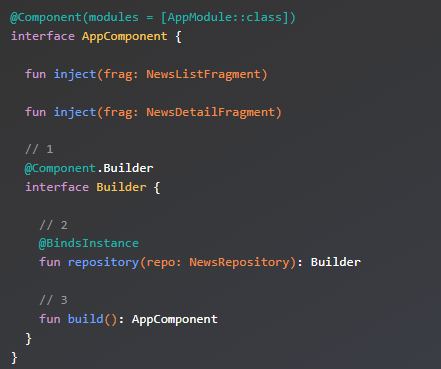 @Component(modules = [AppModule::class])
interface AppComponent {
fun inject(frag: NewsListFragment)
fun inject(frag: NewsDetailFragment)
// 1
@Component.Builder
interface Builder {
// 2
@BindsInstance
fun repository(repo: NewsRepository): Builder
// 3
fun build(): AppComponent
}
}